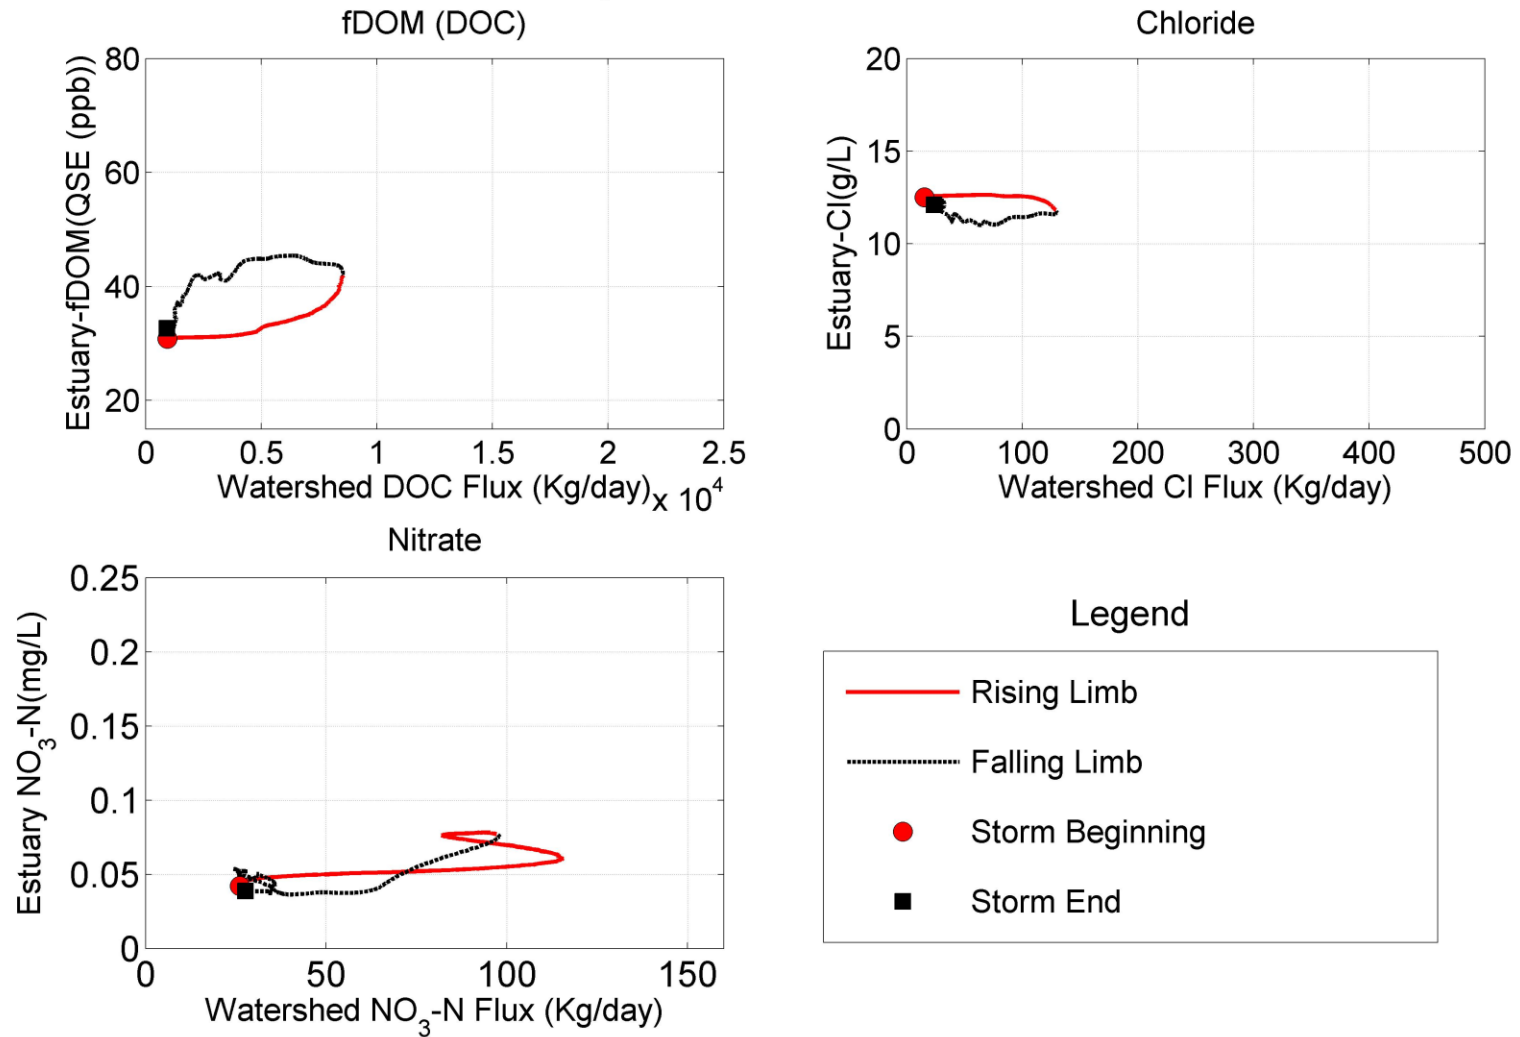 fDOM (DOC)
Estuary-fDOM(QSE (ppb))
80
60
40
20
0 0.5 1 1.5 2 2.5
Watershed DOC Flux (Kg/day) x 10⁴
Chloride
Estuary-Cl(g/L)
20
15
10
5
0
0 100 200 300 400 500
Watershed Cl Flux (Kg/day)
Nitrate
Estuary NO₃-N(mg/L)
0.25
0.2
0.15
0.1
0.05
0
0 50 100 150
Watershed NO₃-N Flux (Kg/day)
Legend
Rising Limb
Falling Limb
Storm Beginning
Storm End